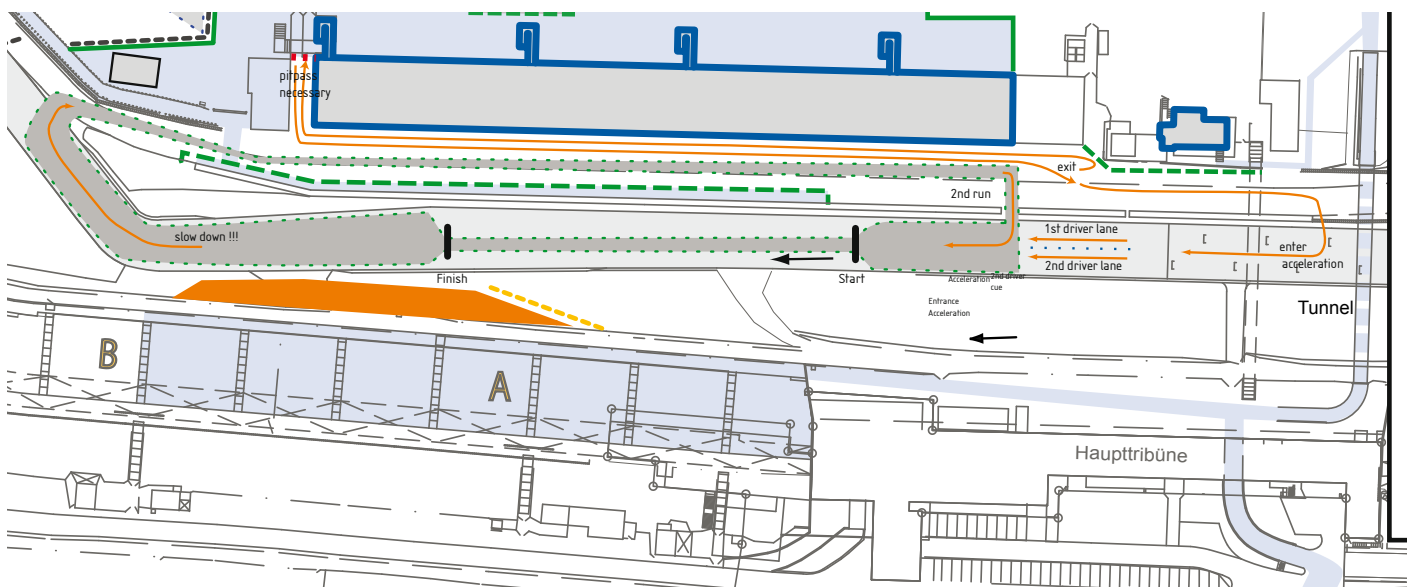 pitpass
necessary
exit
2nd run
slow down !!!
1st driver lane
enter
2nd driver lane
acceleration
Finish
Start
Acceleration
2nd driver
cue
Entrance
Acceleration
Tunnel
B
A
Haupttribüne